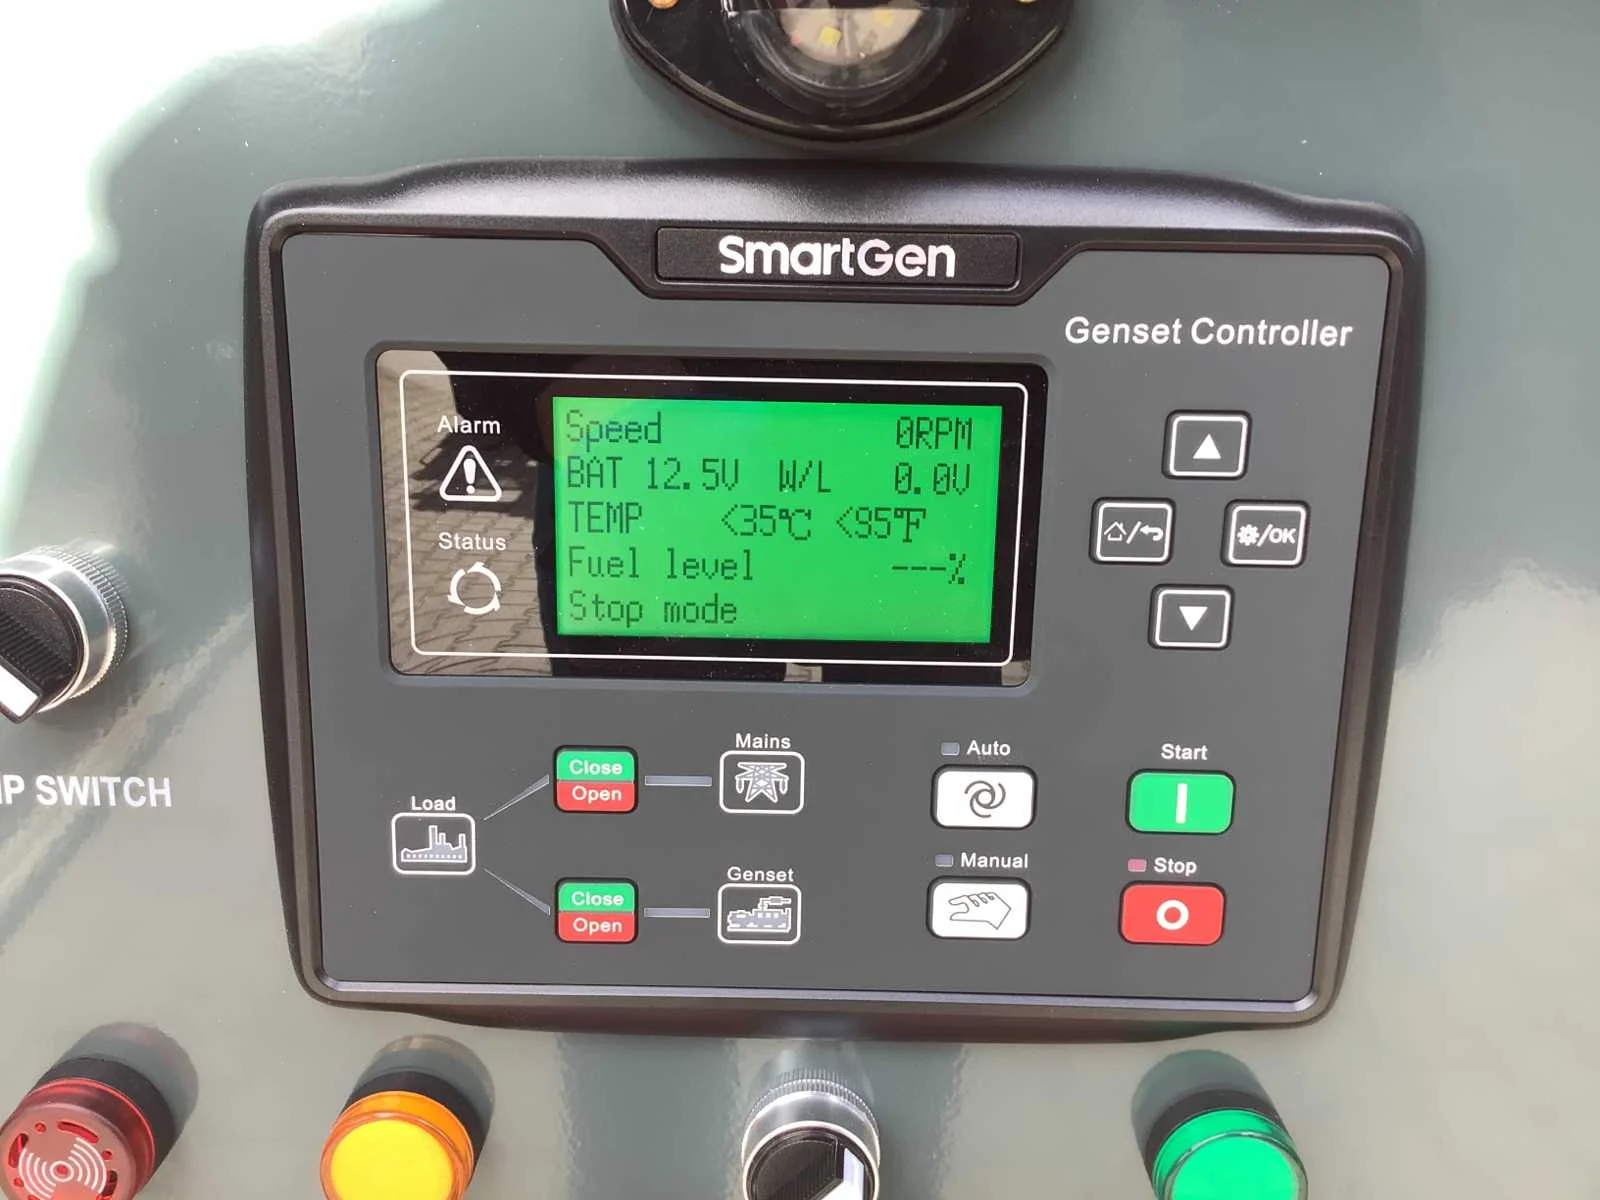 SmartGen
Genset Controller
Alarm
Status
Speed 0RPM
BAT 12.5V W/L 0.0V
TEMP <35℃ <95℉
Fuel level ---%
Stop mode
/OK
Mains
Close
Open
Load
Genset
Close
Open
Auto
Start
Manual
Stop
SWITCH